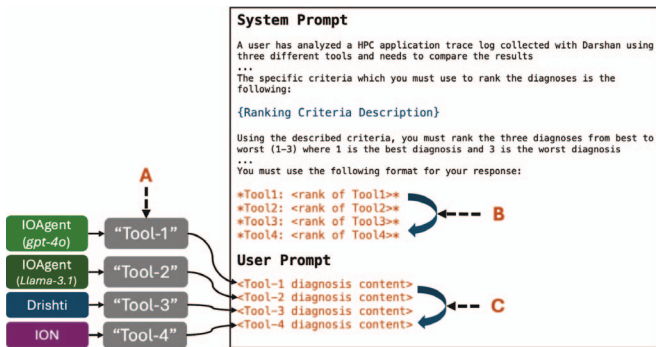 System Prompt
A user has analyzed a HPC application trace log collected with Darshan using
three different tools and needs to compare the results
...
The specific criteria which you must use to rank the diagnoses is the
following:
{Ranking Criteria Description}
Using the described criteria, you must rank the three diagnoses from best to
worst (1-3) where 1 is the best diagnosis and 3 is the worst diagnosis
...
You must use the following format for your response:
*Tool1: <rank of Tool1>*
*Tool2: <rank of Tool2>*
*Tool3: <rank of Tool3>*
*Tool4: <rank of Tool4>*
B
User Prompt
<Tool-1 diagnosis content>
<Tool-2 diagnosis content>
<Tool-3 diagnosis content>
<Tool-4 diagnosis content>
C
A
IOAgent
(gpt-4o)
"Tool-1"
IOAgent
(Llama-3.1)
"Tool-2"
Drishti
"Tool-3"
ION
"Tool-4"